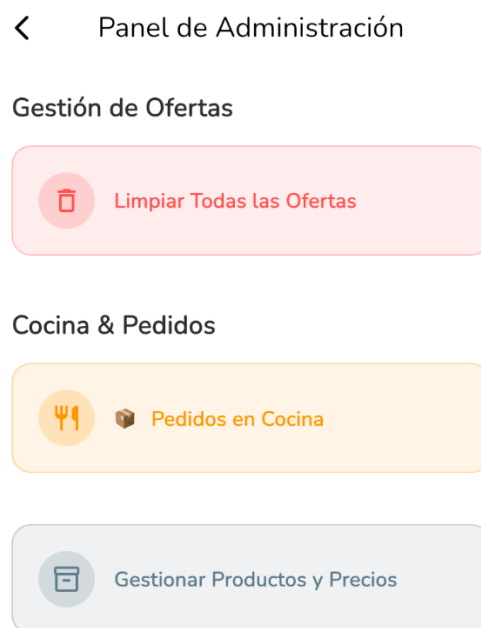 Panel de Administración
Gestión de Ofertas
Limpiar Todas las Ofertas
Cocina & Pedidos
📦 Pedidos en Cocina
Gestionar Productos y Precios